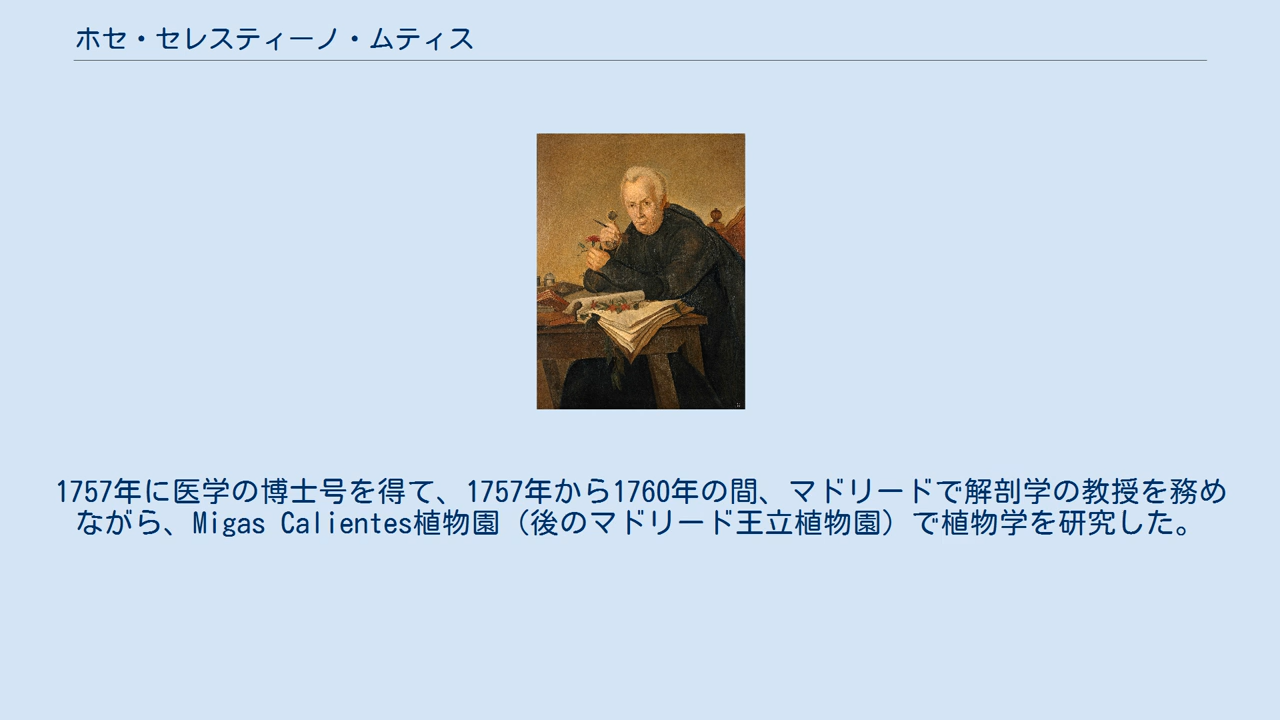 ホセ・セレスティーノ・ムティス
1757年に医学の博士号を得て、1757年から1760年の間、マドリードで解剖学の教授を務め
ながら、Migas Calientes植物園（後のマドリード王立植物園）で植物学を研究した。